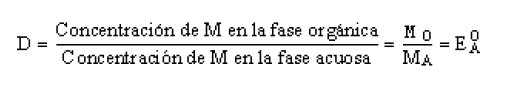 D = Concentración de M en la fase orgánica / Concentración de M en la fase acuosa = M O / M A = E O A